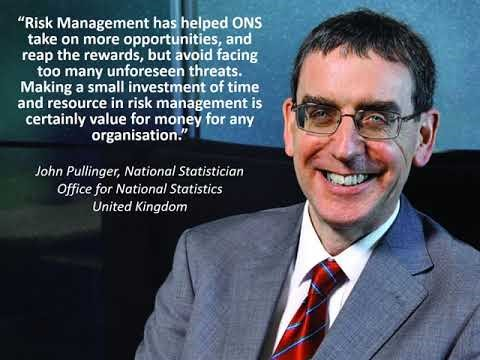 “Risk Management has helped ONS
take on more opportunities, and
reap the rewards, but avoid facing
too many unforeseen threats.
Making a small investment of time
and resource in risk management is
certainly value for money for any
organisation.”
John Pullinger, National Statistician
Office for National Statistics
United Kingdom